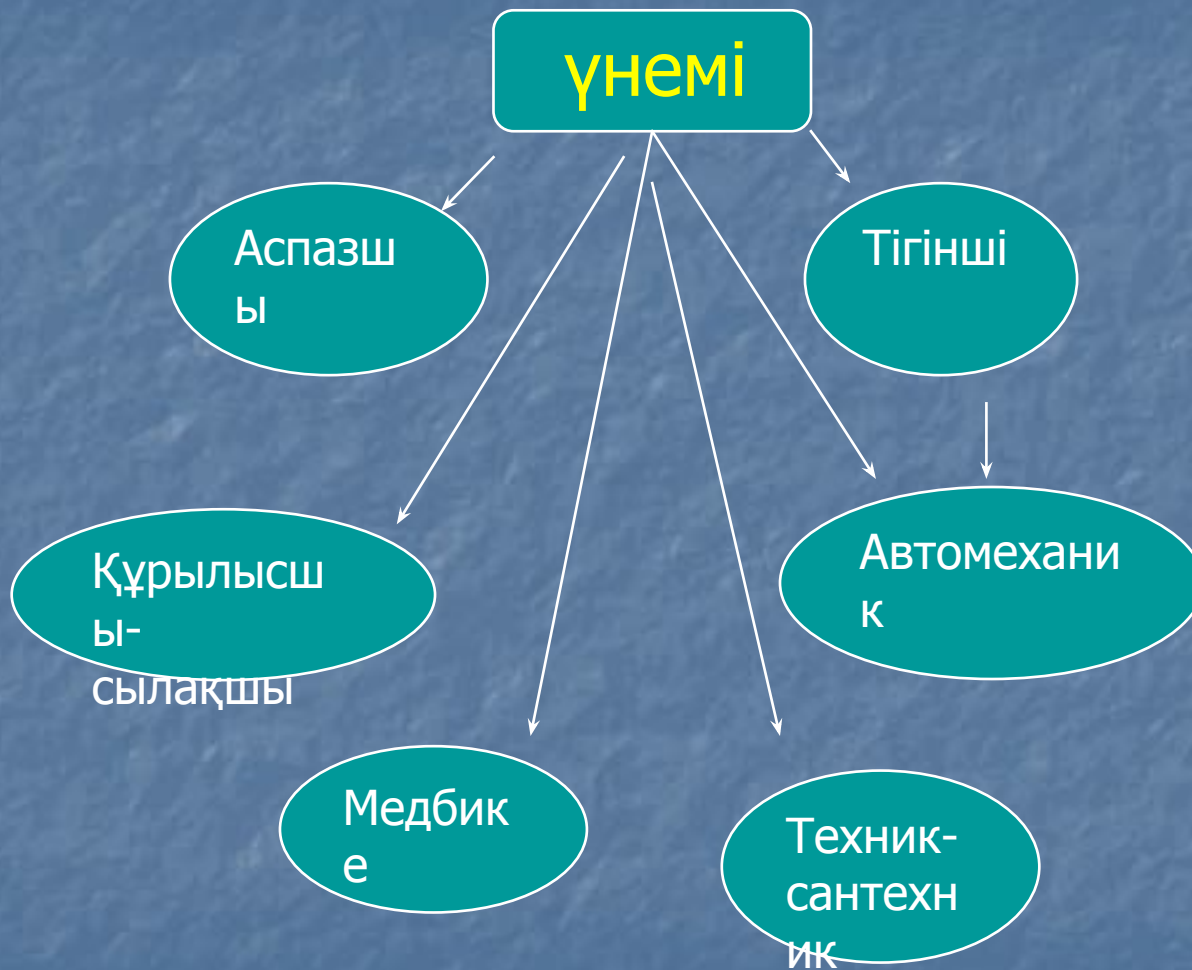 үнемі
Аспазш
ы
Тігінші
Құрылысш
ы-
сылақшы
Автомехани
к
Медбик
е
Техник-
сантехн
ик